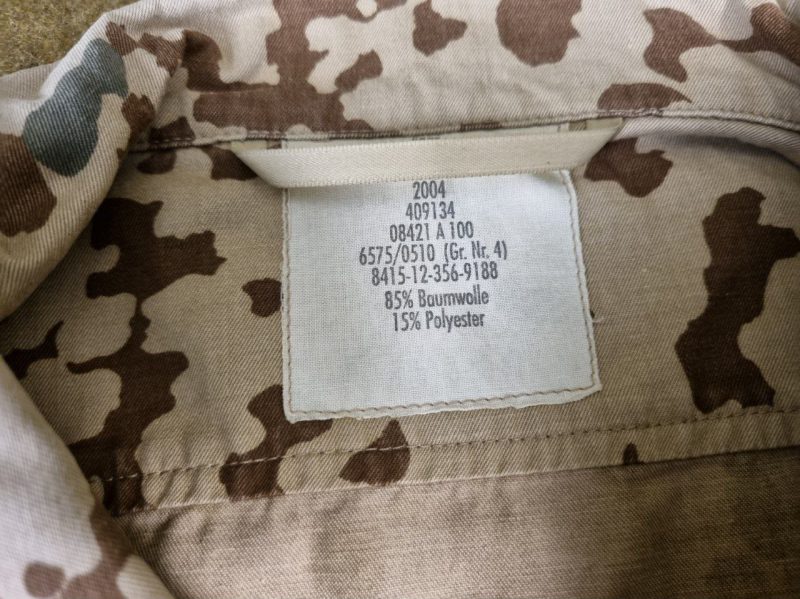 2004
409134
08421 A 100
6575/0510 (Gr. Nr. 4)
8415-12-356-9188
85% Baumwolle
15% Polyester